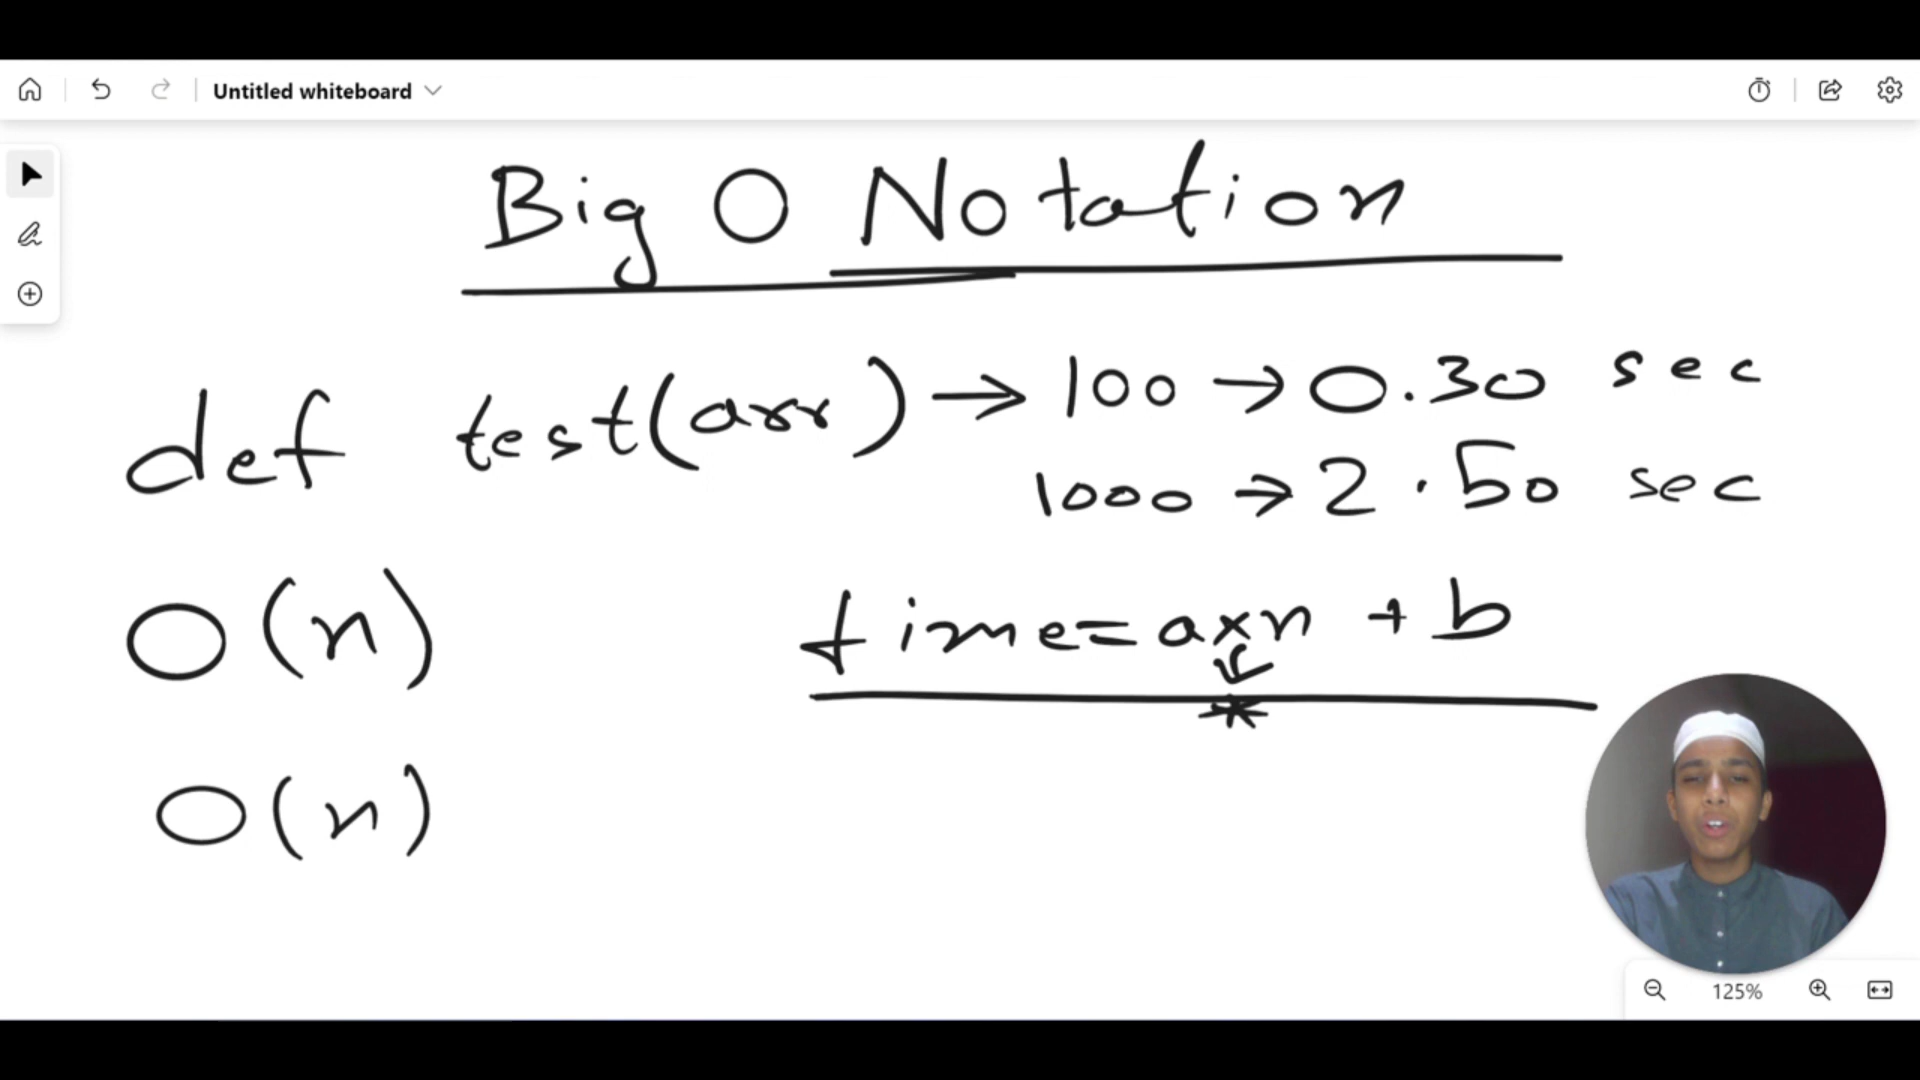 Untitled whiteboard
Big O Notation
def test(arr) → 100 → 0.30 sec
1000 → 2.50 sec
O(n)
time=a×n + b
*
O(n)
125%